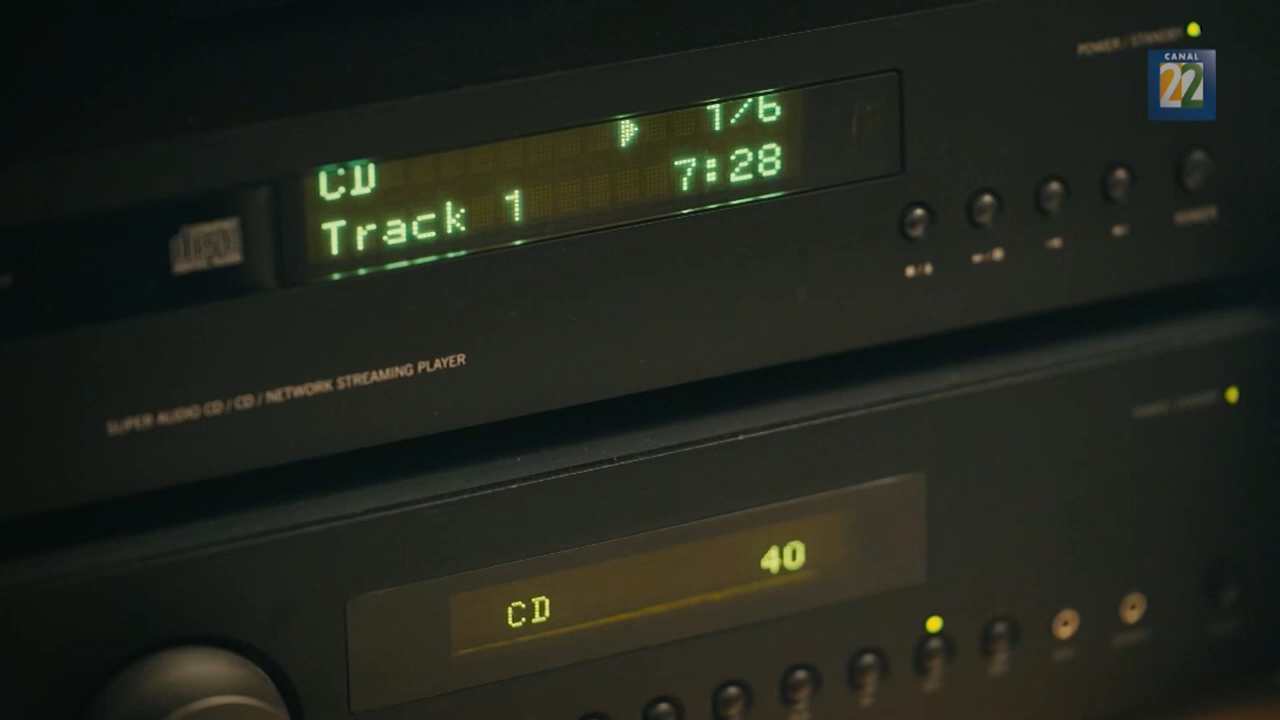 POWER / STANDBY
CANAL
22
CD 1/6
Track 1 7:28
SUPER AUDIO CD / CD / NETWORK STREAMING PLAYER
CD 40